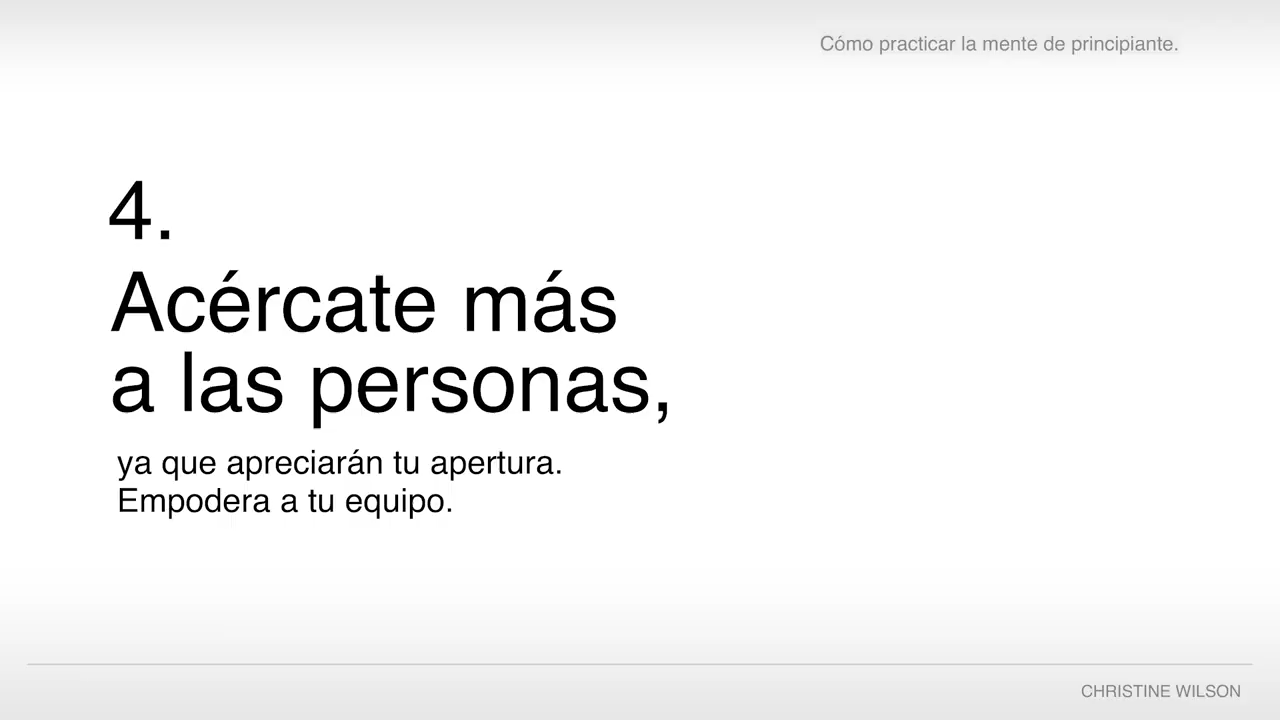 Cómo practicar la mente de principiante.
4.
Acércate más
a las personas,
ya que apreciarán tu apertura.
Empodera a tu equipo.
CHRISTINE WILSON